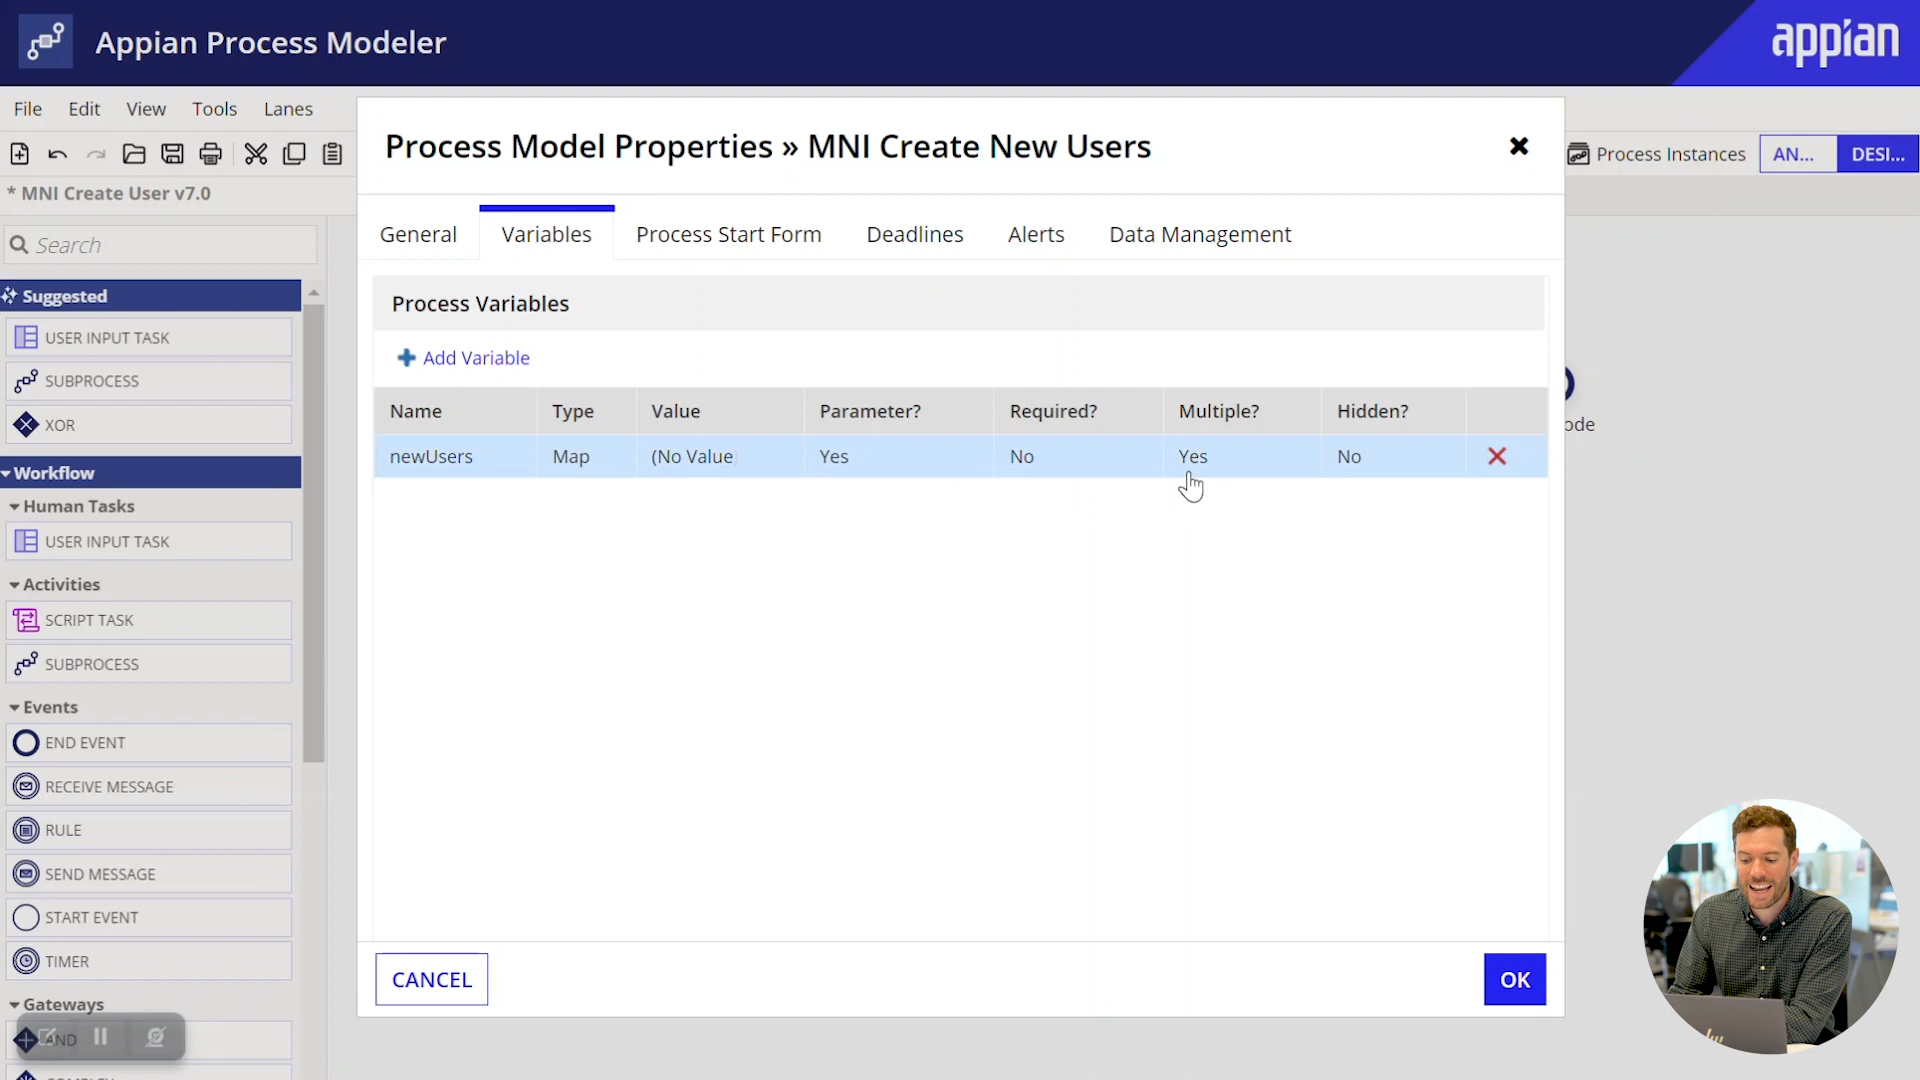 Appian Process Modeler
appian
File Edit View Tools Lanes
Process Instances AN... DESI...
* MNI Create User v7.0
Search
Suggested
USER INPUT TASK
SUBPROCESS
XOR
Workflow
Human Tasks
USER INPUT TASK
Activities
SCRIPT TASK
SUBPROCESS
Events
END EVENT
RECEIVE MESSAGE
RULE
SEND MESSAGE
START EVENT
TIMER
Gateways
AND
Process Model Properties » MNI Create New Users
General Variables Process Start Form Deadlines Alerts Data Management
Process Variables
Add Variable
Name Type Value Parameter? Required? Multiple? Hidden?
newUsers Map (No Value) Yes No Yes No
ode
CANCEL OK